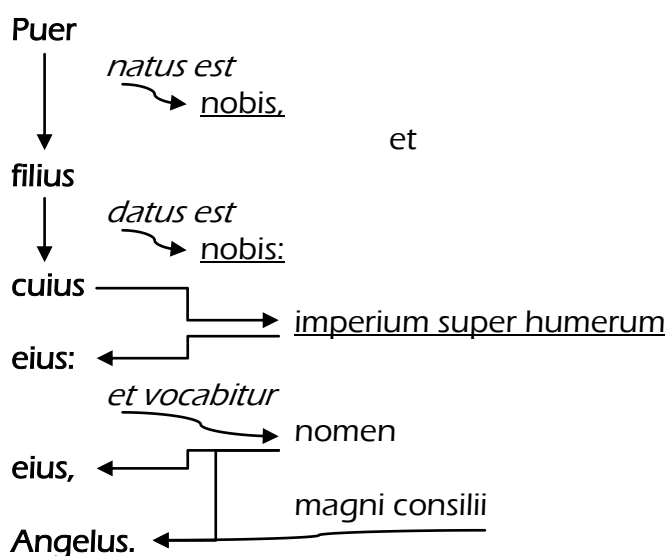 Puer
natus est
nobis,
et
filius
datus est
nobis:
cuius
imperium super humerum
eius:
et vocabitur
nomen
eius,
magni consilii
Angelus.